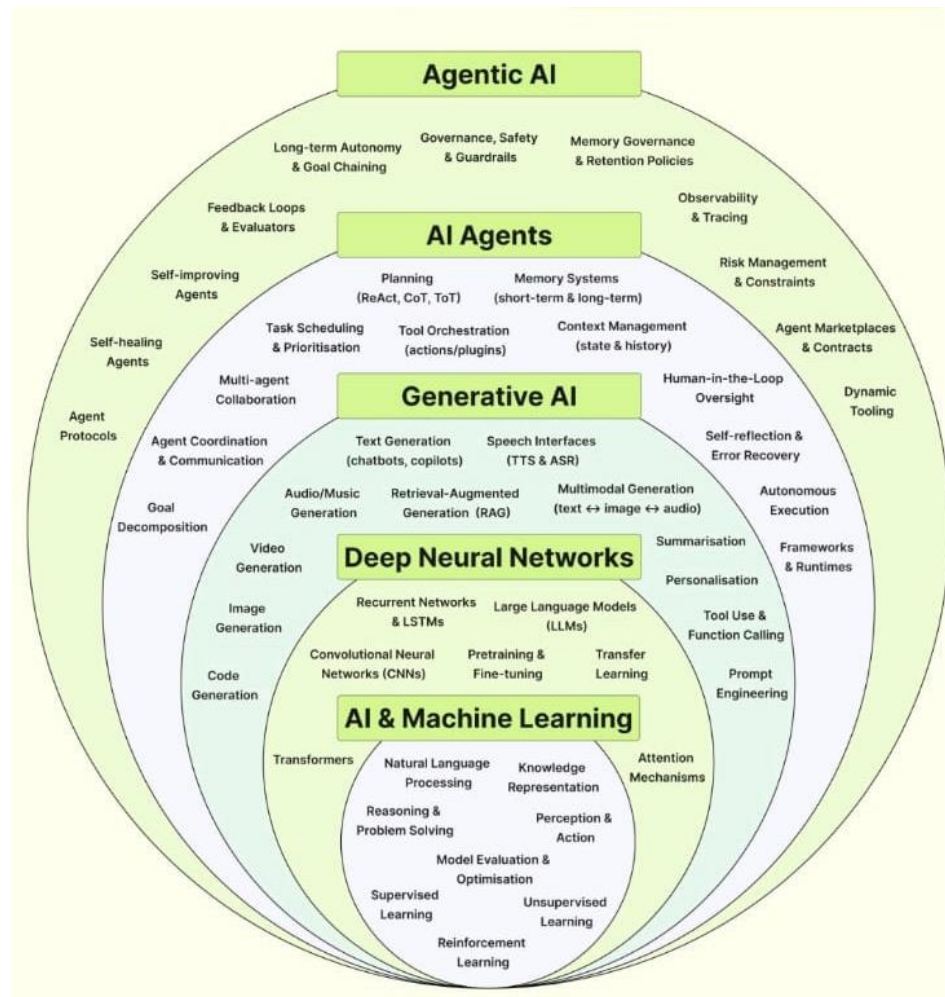 Agentic AI
Long-term Autonomy
& Goal Chaining
Governance, Safety
& Guardrails
Memory Governance
& Retention Policies
Feedback Loops
& Evaluators
Observability
& Tracing
Self-improving
Agents
Risk Management
& Constraints
Self-healing
Agents
Agent Marketplaces
& Contracts
Agent
Protocols
Dynamic
Tooling
AI Agents
Planning
(ReAct, CoT, ToT)
Memory Systems
(short-term & long-term)
Task Scheduling
& Prioritisation
Tool Orchestration
(actions/plugins)
Context Management
(state & history)
Multi-agent
Collaboration
Human-in-the-Loop
Oversight
Agent Coordination
& Communication
Self-reflection &
Error Recovery
Goal
Decomposition
Autonomous
Execution
Frameworks
& Runtimes
Generative AI
Text Generation
(chatbots, copilots)
Speech Interfaces
(TTS & ASR)
Audio/Music
Generation
Retrieval-Augmented
Generation (RAG)
Multimodal Generation
(text ↔ image ↔ audio)
Video
Generation
Summarisation
Personalisation
Image
Generation
Tool Use &
Function Calling
Code
Generation
Prompt
Engineering
Deep Neural Networks
Recurrent Networks
& LSTMs
Large Language Models
(LLMs)
Convolutional Neural
Networks (CNNs)
Pretraining &
Fine-tuning
Transfer
Learning
Transformers
Attention
Mechanisms
AI & Machine Learning
Natural Language
Processing
Knowledge
Representation
Reasoning &
Problem Solving
Perception &
Action
Model Evaluation &
Optimisation
Supervised
Learning
Unsupervised
Learning
Reinforcement
Learning